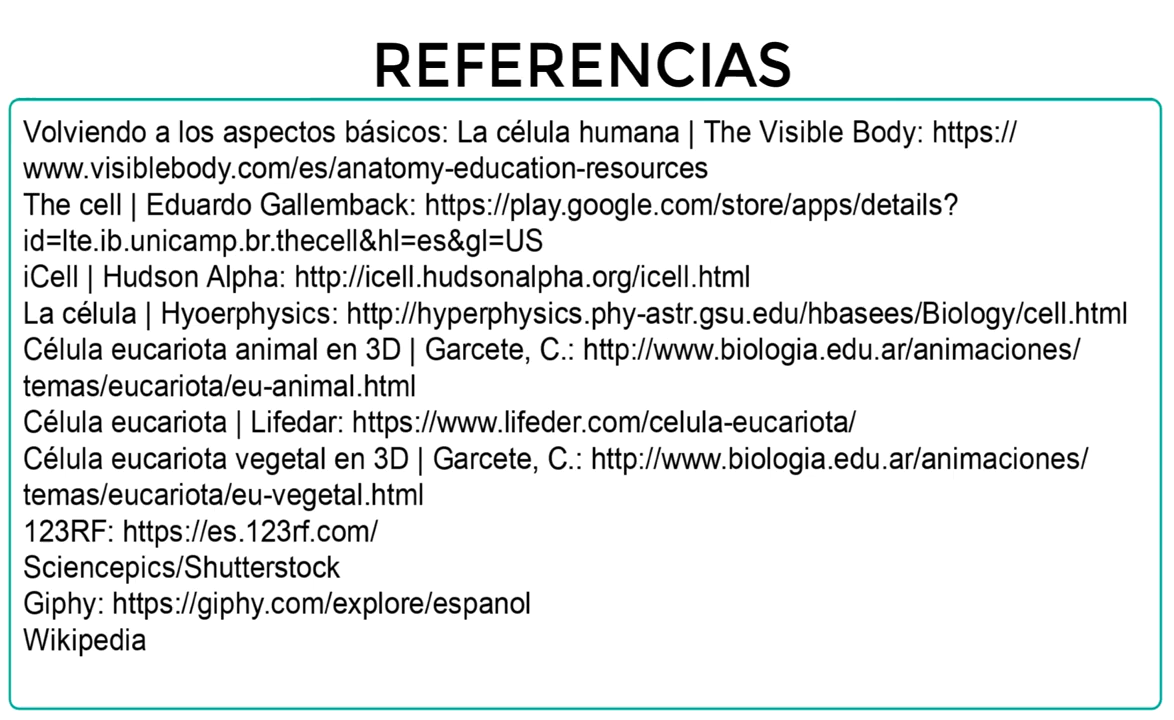 REFERENCIAS
Volviendo a los aspectos básicos: La célula humana | The Visible Body: https://
www.visiblebody.com/es/anatomy-education-resources
The cell | Eduardo Gallemback: https://play.google.com/store/apps/details?
id=lte.ib.unicamp.br.thecell&hl=es&gl=US
iCell | Hudson Alpha: http://icell.hudsonalpha.org/icell.html
La célula | Hyoerphysics: http://hyperphysics.phy-astr.gsu.edu/hbasees/Biology/cell.html
Célula eucariota animal en 3D | Garcete, C.: http://www.biologia.edu.ar/animaciones/
temas/eucariota/eu-animal.html
Célula eucariota | Lifedar: https://www.lifeder.com/celula-eucariota/
Célula eucariota vegetal en 3D | Garcete, C.: http://www.biologia.edu.ar/animaciones/
temas/eucariota/eu-vegetal.html
123RF: https://es.123rf.com/
Sciencepics/Shutterstock
Giphy: https://giphy.com/explore/espanol
Wikipedia